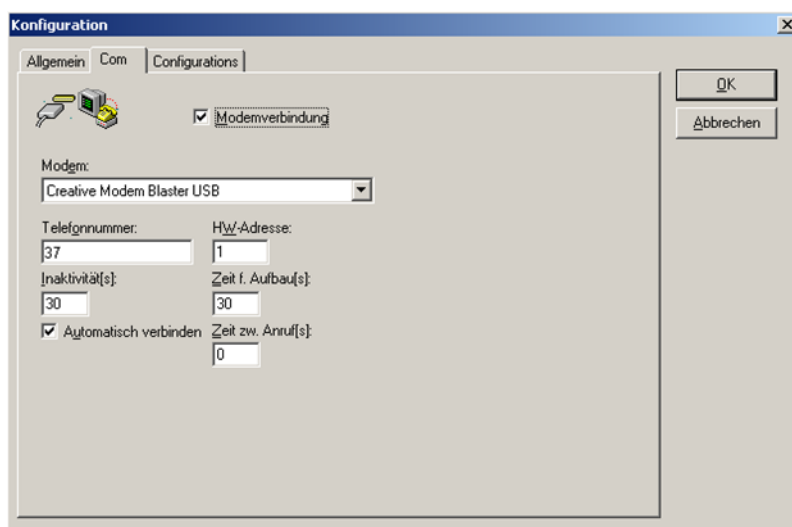 Konfiguration
Allgemein Com Configurations
OK
Modemverbindung
Abbrechen
Modem:
Creative Modem Blaster USB
Telefonnummer: HW-Adresse:
37 1
Inaktivität[s]: Zeit f. Aufbau[s]:
30 30
Automatisch verbinden Zeit zw. Anruf[s]:
0